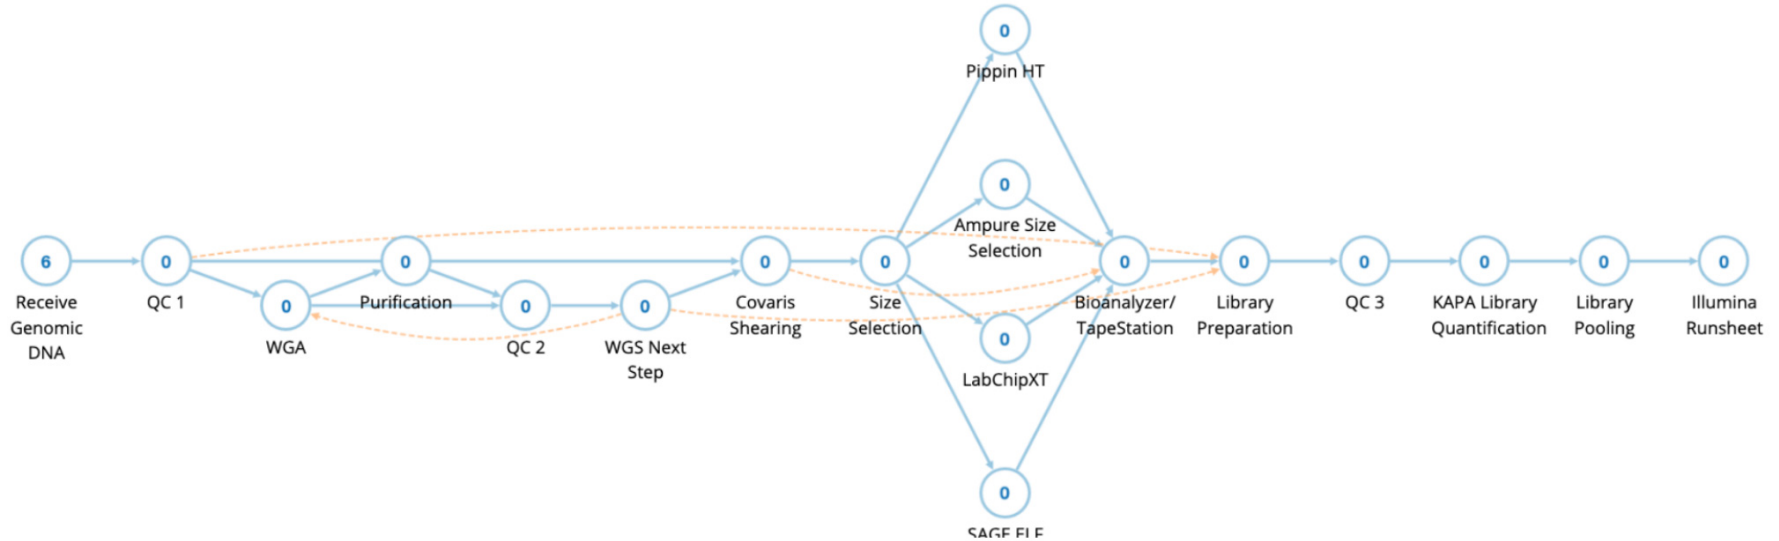 0
Pippin HT
0
Ampure Size
Selection
6
Receive
Genomic
DNA
0
QC 1
0
WGA
0
Purification
0
QC 2
0
WGS Next
Step
0
Covaris
Shearing
0
Size
Selection
0
LabChipXT
0
SAGE ELF
0
Bioanalyzer/
TapeStation
0
Library
Preparation
0
QC 3
0
KAPA Library
Quantification
0
Library
Pooling
0
Illumina
Runsheet